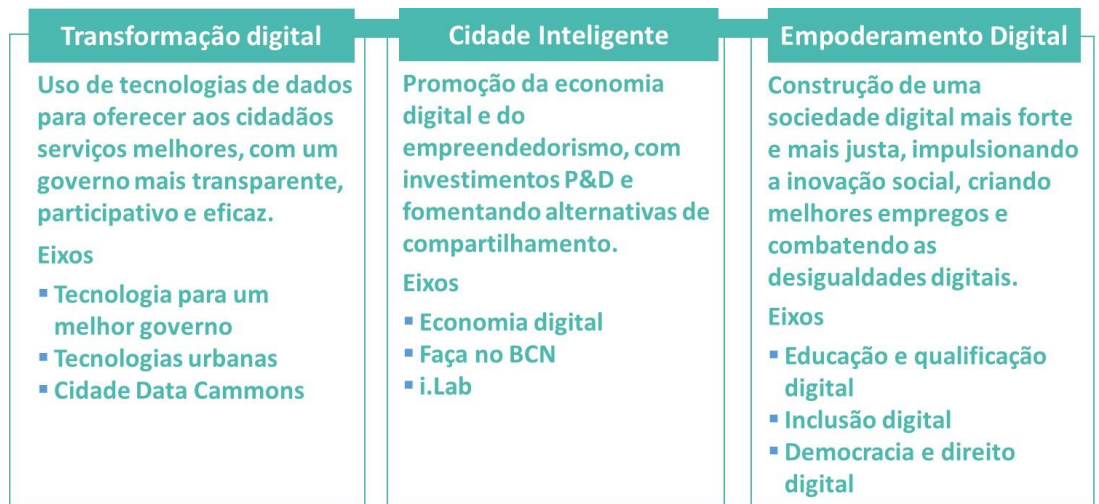 Transformação digital
Uso de tecnologias de dados
para oferecer aos cidadãos
serviços melhores, com um
governo mais transparente,
participativo e eficaz.
Eixos
▪ Tecnologia para um
melhor governo
▪ Tecnologias urbanas
▪ Cidade Data Cammons
Cidade Inteligente
Promoção da economia
digital e do
empreendedorismo, com
investimentos P&D e
fomentando alternativas de
compartilhamento.
Eixos
▪ Economia digital
▪ Faça no BCN
▪ i.Lab
Empoderamento Digital
Construção de uma
sociedade digital mais forte
e mais justa, impulsionando
a inovação social, criando
melhores empregos e
combatendo as
desigualdades digitais.
Eixos
▪ Educação e qualificação
digital
▪ Inclusão digital
▪ Democracia e direito
digital